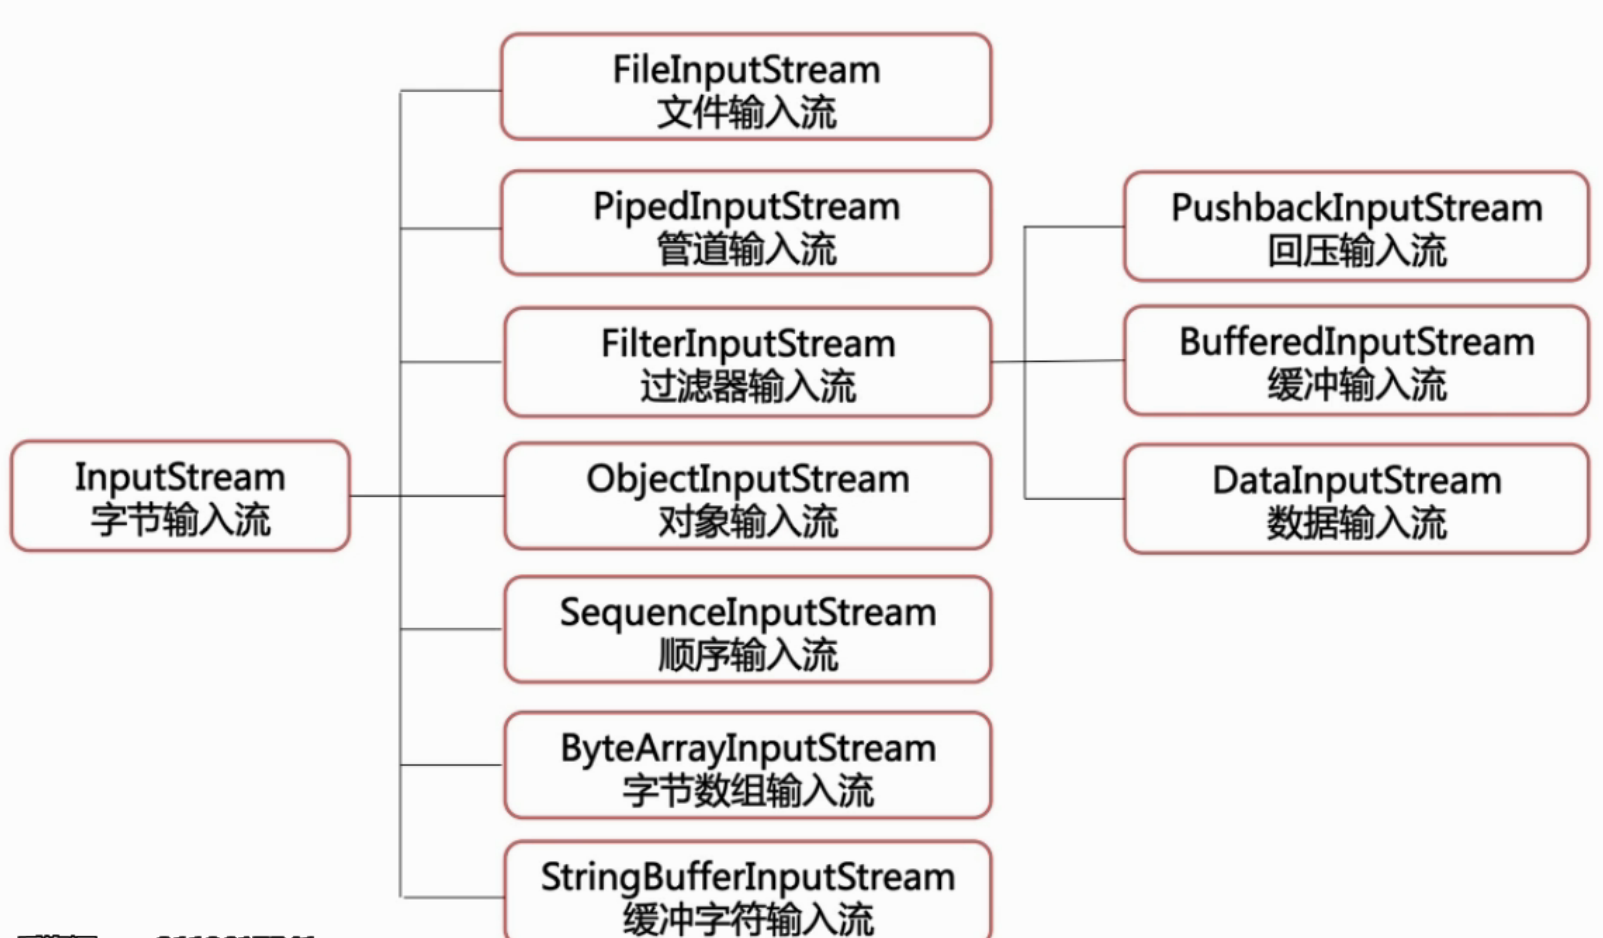 FileInputStream
文件输入流
PipedInputStream
管道输入流
PushbackInputStream
回压输入流
FilterInputStream
过滤器输入流
BufferedInputStream
缓冲输入流
InputStream
字节输入流
ObjectInputStream
对象输入流
DataInputStream
数据输入流
SequenceInputStream
顺序输入流
ByteArrayInputStream
字节数组输入流
StringBufferInputStream
缓冲字符输入流